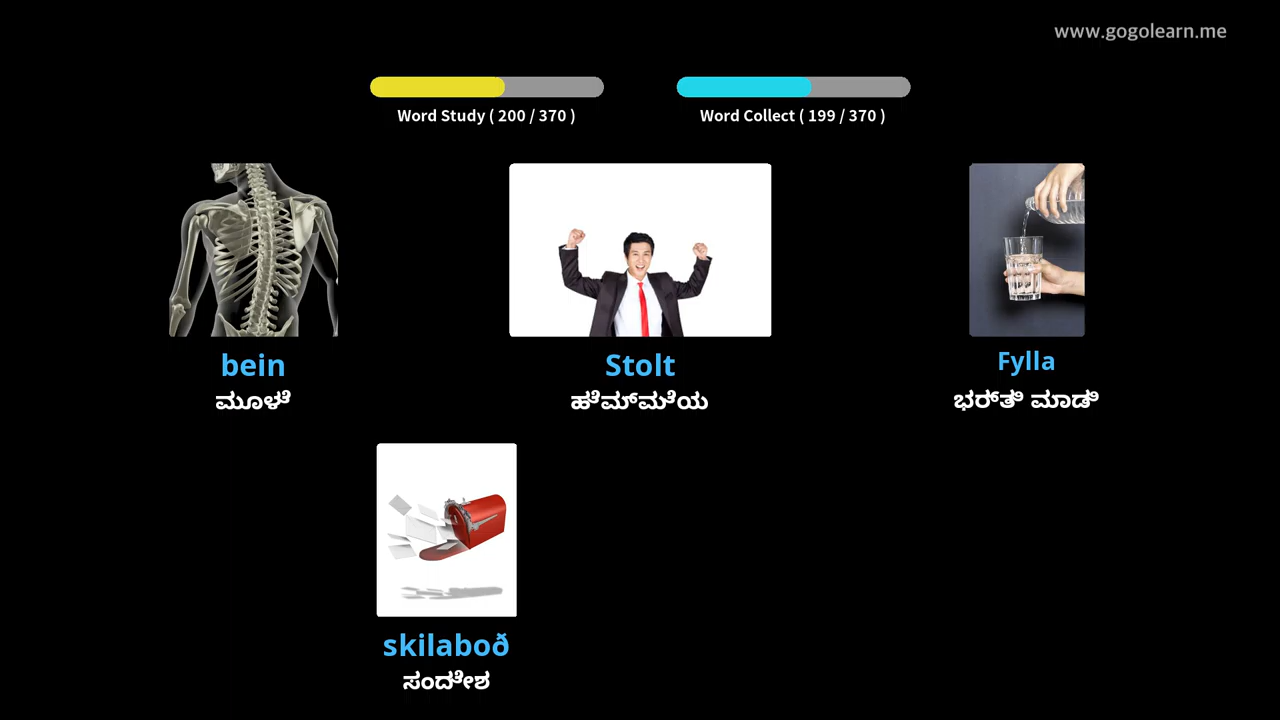 www.gogolearn.me
Word Study ( 200 / 370 )
Word Collect ( 199 / 370 )
bein
ಮೂಳೆ
Stolt
ಹೆಮ್ಮೆಯ
Fylla
ಭರ್ತಿ ಮಾಡಿ
skilaboð
ಸಂದೇಶ